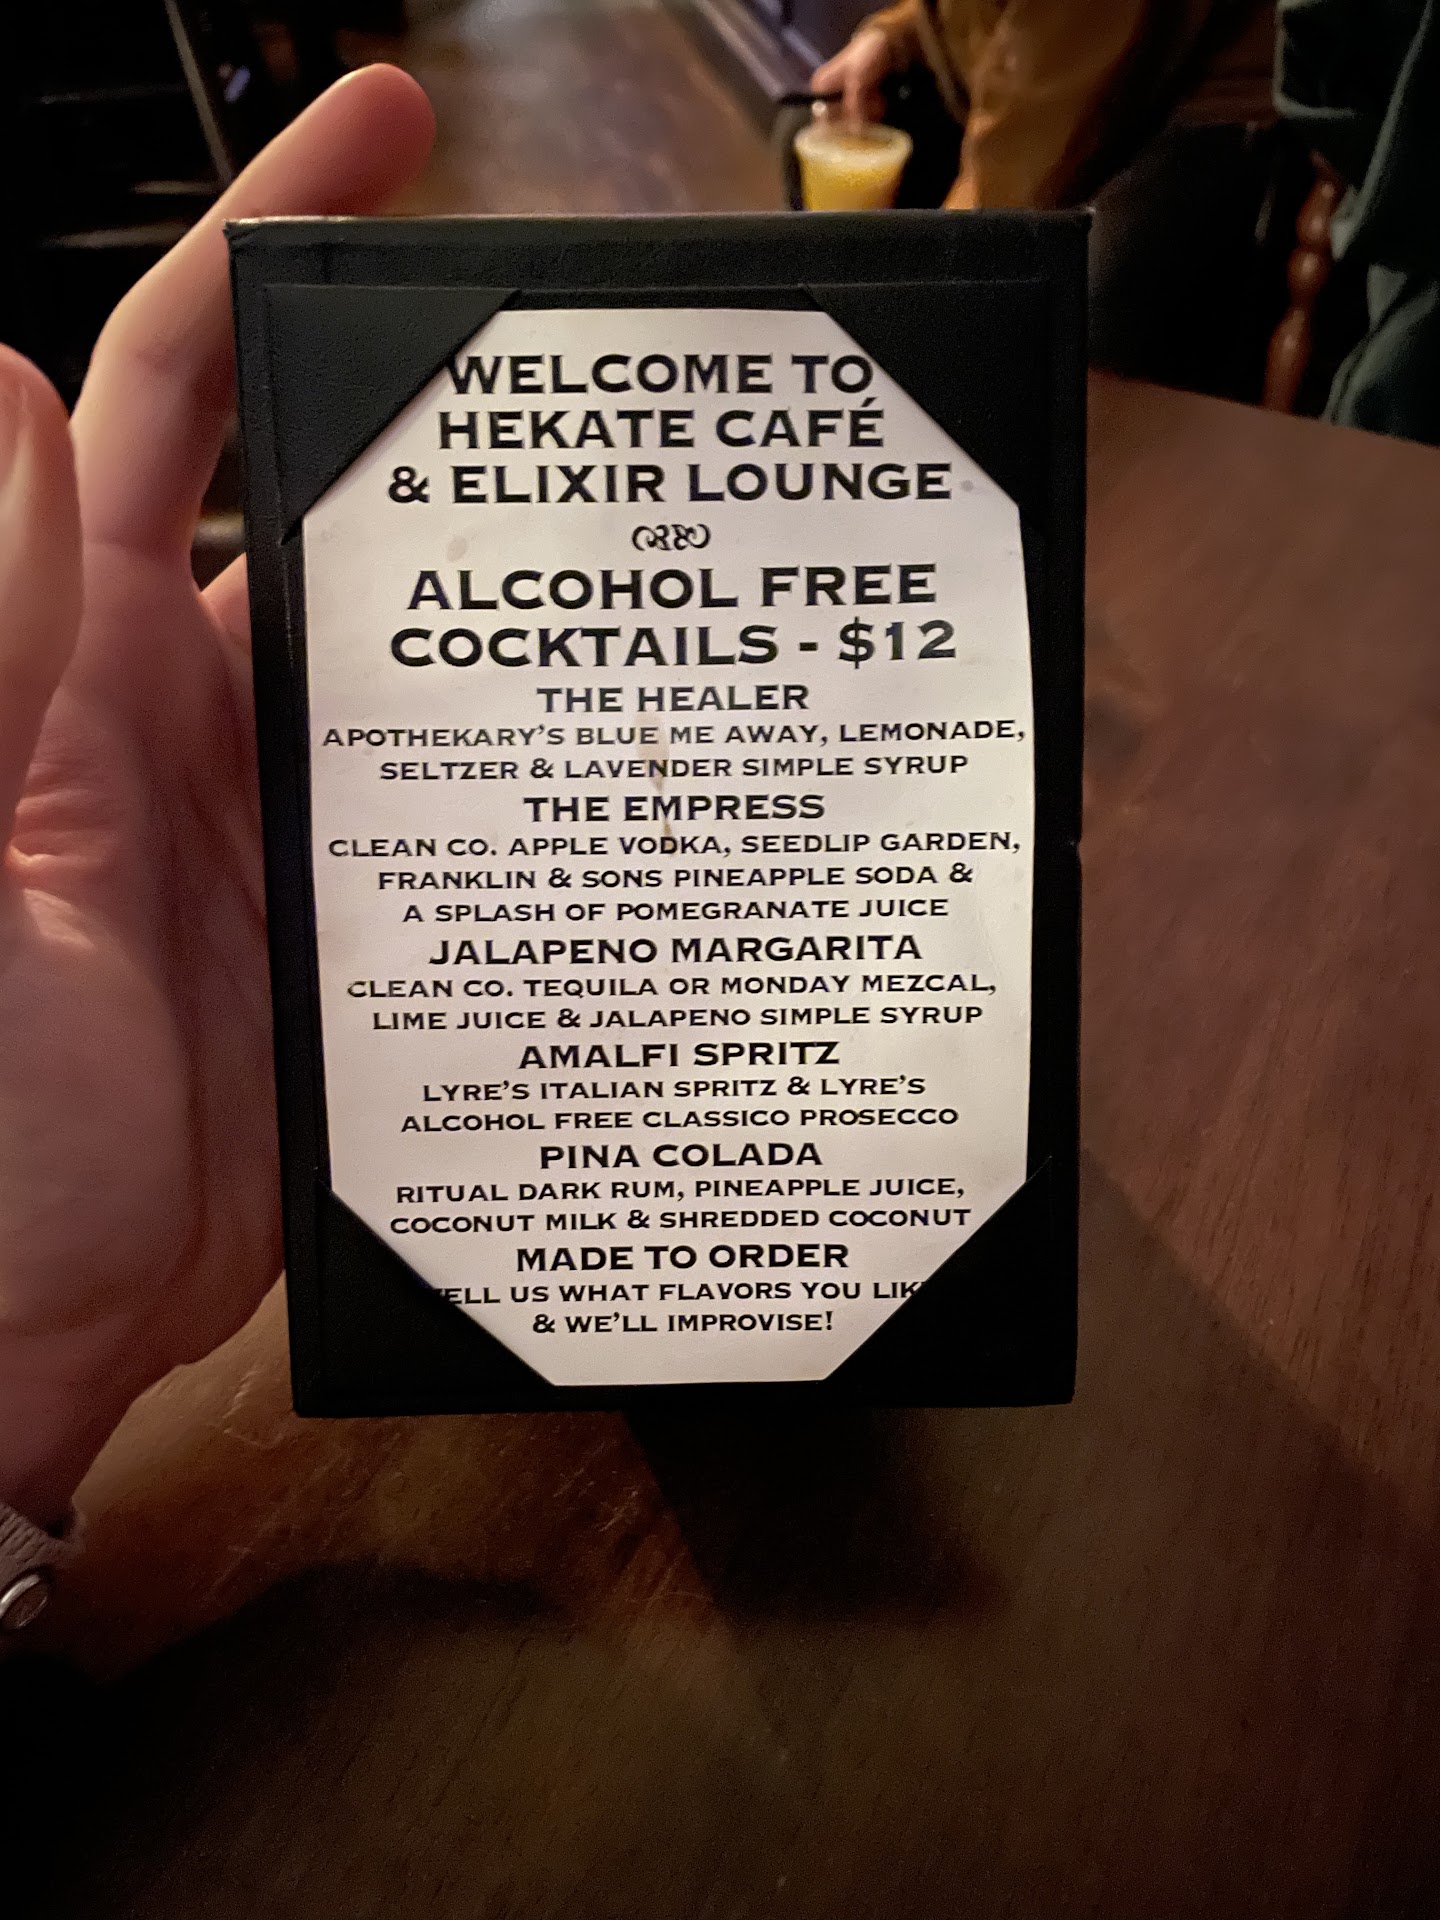 WELCOME TO
HEKATE CAFÉ
& ELIXIR LOUNGE
ALCOHOL FREE
COCKTAILS - $12
THE HEALER
APOTHEKARY'S BLUE ME AWAY, LEMONADE,
SELTZER & LAVENDER SIMPLE SYRUP
THE EMPRESS
CLEAN CO. APPLE VODKA, SEEDLIP GARDEN,
FRANKLIN & SONS PINEAPPLE SODA &
A SPLASH OF POMEGRANATE JUICE
JALAPENO MARGARITA
CLEAN CO. TEQUILA OR MONDAY MEZCAL,
LIME JUICE & JALAPENO SIMPLE SYRUP
AMALFI SPRITZ
LYRE'S ITALIAN SPRITZ & LYRE'S
ALCOHOL FREE CLASSICO PROSECCO
PINA COLADA
RITUAL DARK RUM, PINEAPPLE JUICE,
COCONUT MILK & SHREDDED COCONUT
MADE TO ORDER
TELL US WHAT FLAVORS YOU LIKE
& WE'LL IMPROVISE!